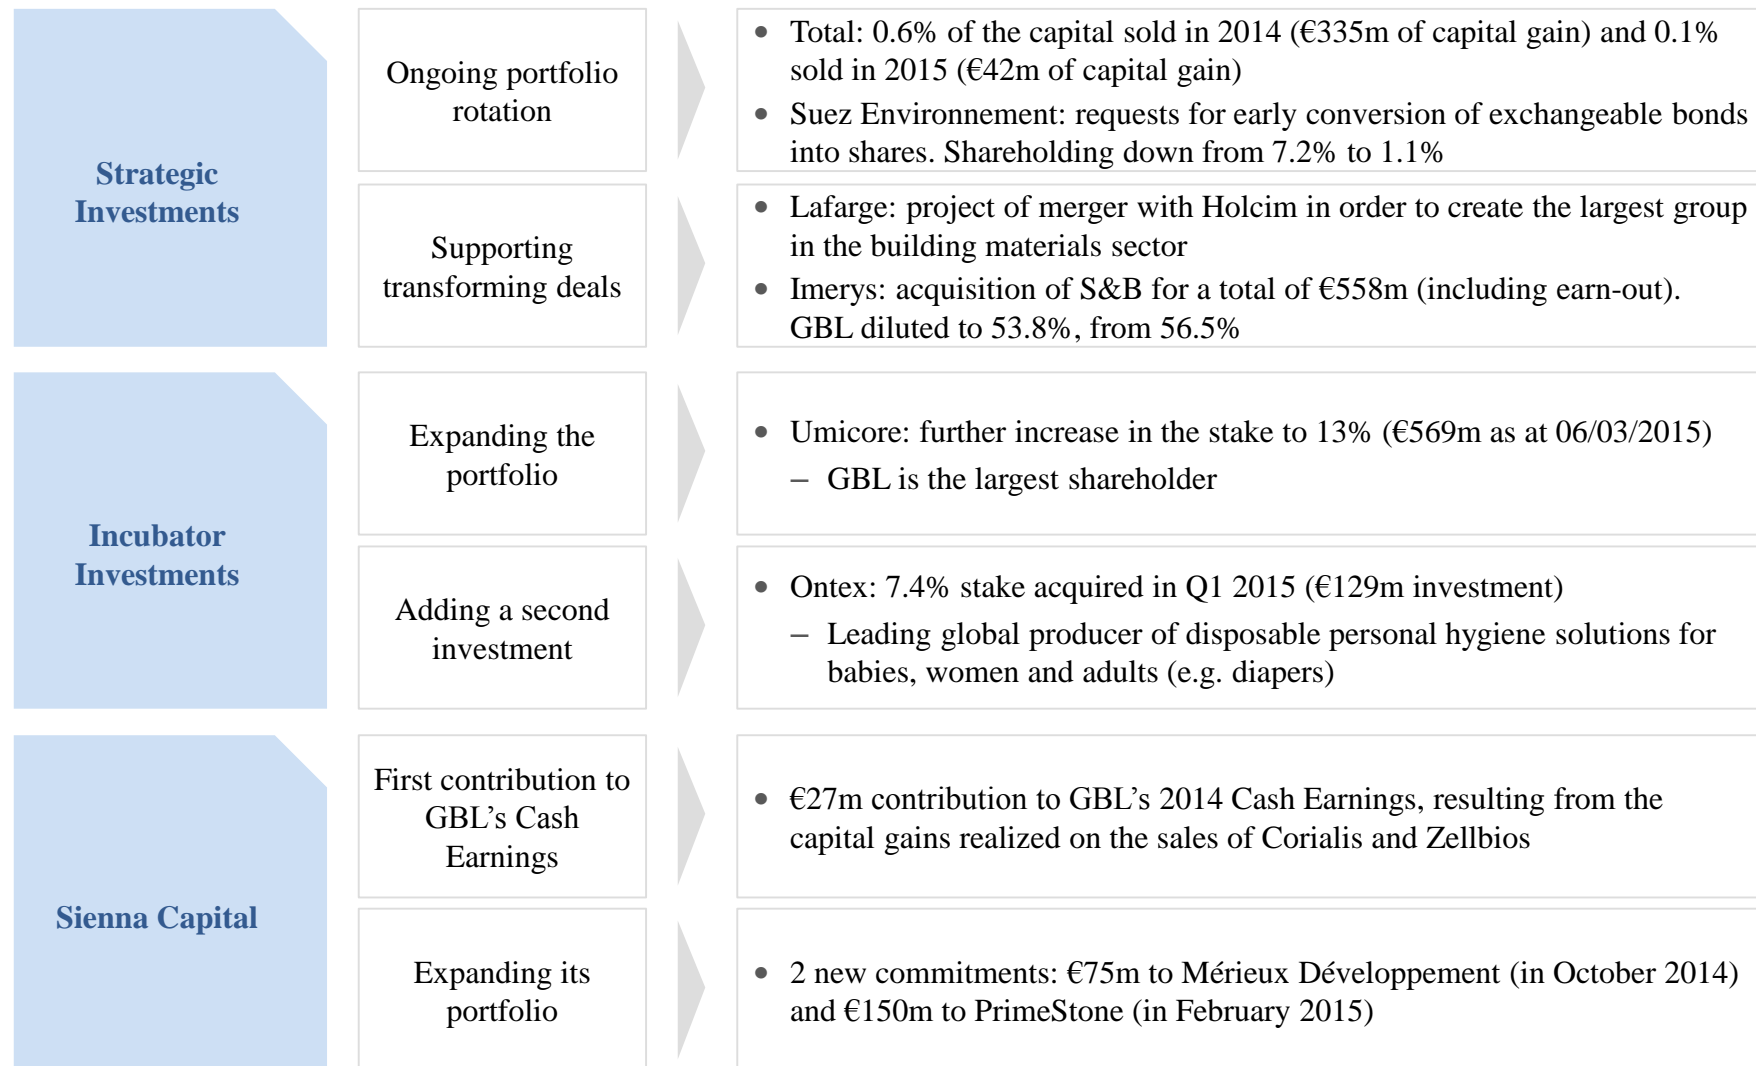 Strategic
Investments
Ongoing portfolio
rotation
• Total: 0.6% of the capital sold in 2014 (€335m of capital gain) and 0.1%
sold in 2015 (€42m of capital gain)
• Suez Environnement: requests for early conversion of exchangeable bonds
into shares. Shareholding down from 7.2% to 1.1%
Supporting
transforming deals
• Lafarge: project of merger with Holcim in order to create the largest group
in the building materials sector
• Imerys: acquisition of S&B for a total of €558m (including earn-out).
GBL diluted to 53.8%, from 56.5%
Incubator
Investments
Expanding the
portfolio
• Umicore: further increase in the stake to 13% (€569m as at 06/03/2015)
– GBL is the largest shareholder
Adding a second
investment
• Ontex: 7.4% stake acquired in Q1 2015 (€129m investment)
– Leading global producer of disposable personal hygiene solutions for
babies, women and adults (e.g. diapers)
Sienna Capital
First contribution to
GBL’s Cash
Earnings
• €27m contribution to GBL’s 2014 Cash Earnings, resulting from the
capital gains realized on the sales of Corialis and Zellbios
Expanding its
portfolio
• 2 new commitments: €75m to Mérieux Développement (in October 2014)
and €150m to PrimeStone (in February 2015)